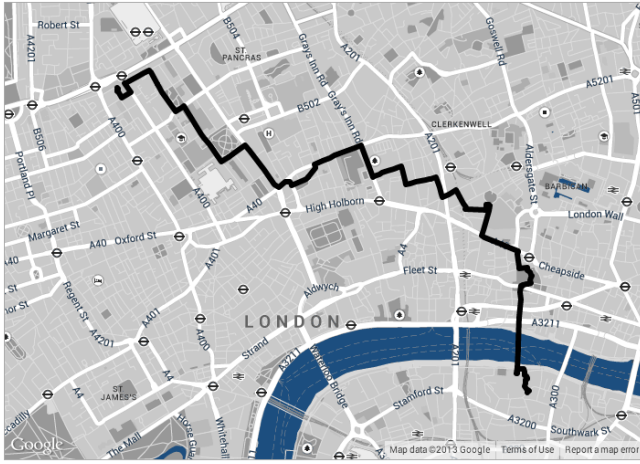 Robert St
A4201
B504
ST.
PANCRAS
Grays Inn Rd
A201
Goswell Rd
A5201
A501
B506
A400
B502
Gray's Inn Rd
A201
CLERKENWELL
Aldersgate St
BARBICAN
Portland Pl
A400
A40
High Holborn
London Wall
Margaret St
A40
Oxford St
A401
A4
A40
Fleet St
Cheapside
Regent St
Aldwych
A401
A4201
A400
LONDON
A3211
Strand
A3211
Waterloo Bridge
A201
A4
ST.
JAMES'S
Stamford St
A300
A3200
Southwark St
The Mall
Whitehall
Google
Map data ©2013 Google
Terms of Use
Report a map error